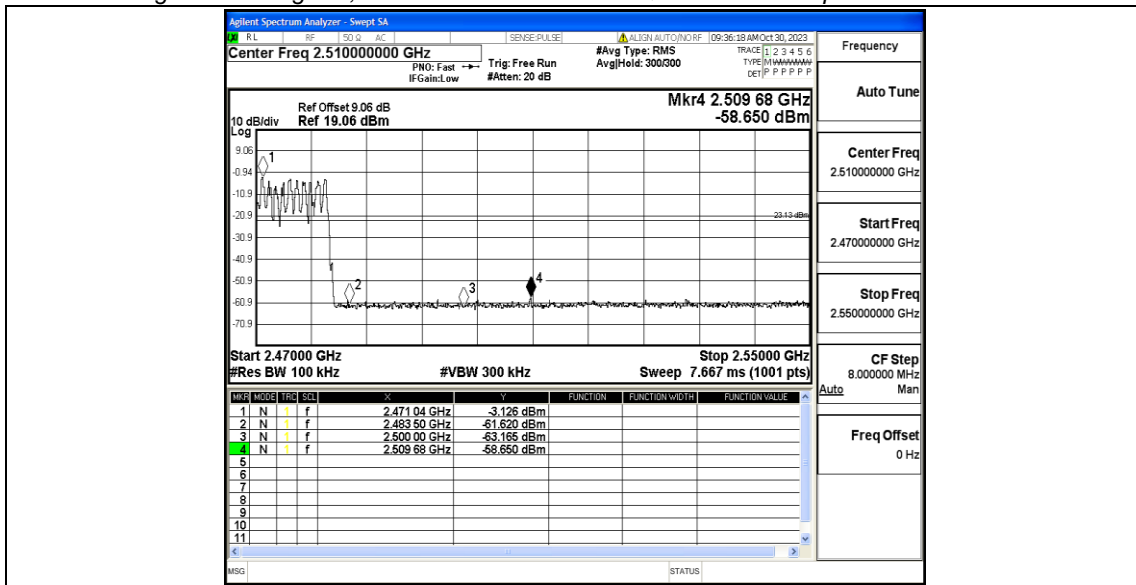 Agilent Spectrum Analyzer - Swept SA
RL RF 50 Ω AC SENSE:PULSE ALIGN AUTO/NO RF 09:36:18 AM Oct 30, 2023
Center Freq 2.510000000 GHz
PNO: Fast
IFGain:Low
Trig: Free Run
#Atten: 20 dB
#Avg Type: RMS
Avg|Hold: 300/300
TRACE 1 2 3 4 5 6
TYPE M
DET P P P P P P
Frequency
Auto Tune
Center Freq
2.510000000 GHz
Start Freq
2.470000000 GHz
Stop Freq
2.550000000 GHz
CF Step
8.000000 MHz
Auto Man
Freq Offset
0 Hz
Mkr4 2.509 68 GHz
-58.650 dBm
Ref Offset 9.06 dB
10 dB/div Ref 19.06 dBm
Log
9.06
-0.94
-10.9
-20.9
-30.9
-40.9
-50.9
-60.9
-70.9
1
2
3
4
-23.13 dBm
Start 2.47000 GHz Stop 2.55000 GHz
#Res BW 100 kHz #VBW 300 kHz Sweep 7.667 ms (1001 pts)
MKR MODE TRC SCL X Y FUNCTION FUNCTION WIDTH FUNCTION VALUE
1 N 1 f 2.471 04 GHz -3.126 dBm
2 N 1 f 2.483 50 GHz -61.620 dBm
3 N 1 f 2.500 00 GHz -63.165 dBm
4 N 1 f 2.509 68 GHz -58.650 dBm
5
6
7
8
9
10
11
MSG STATUS